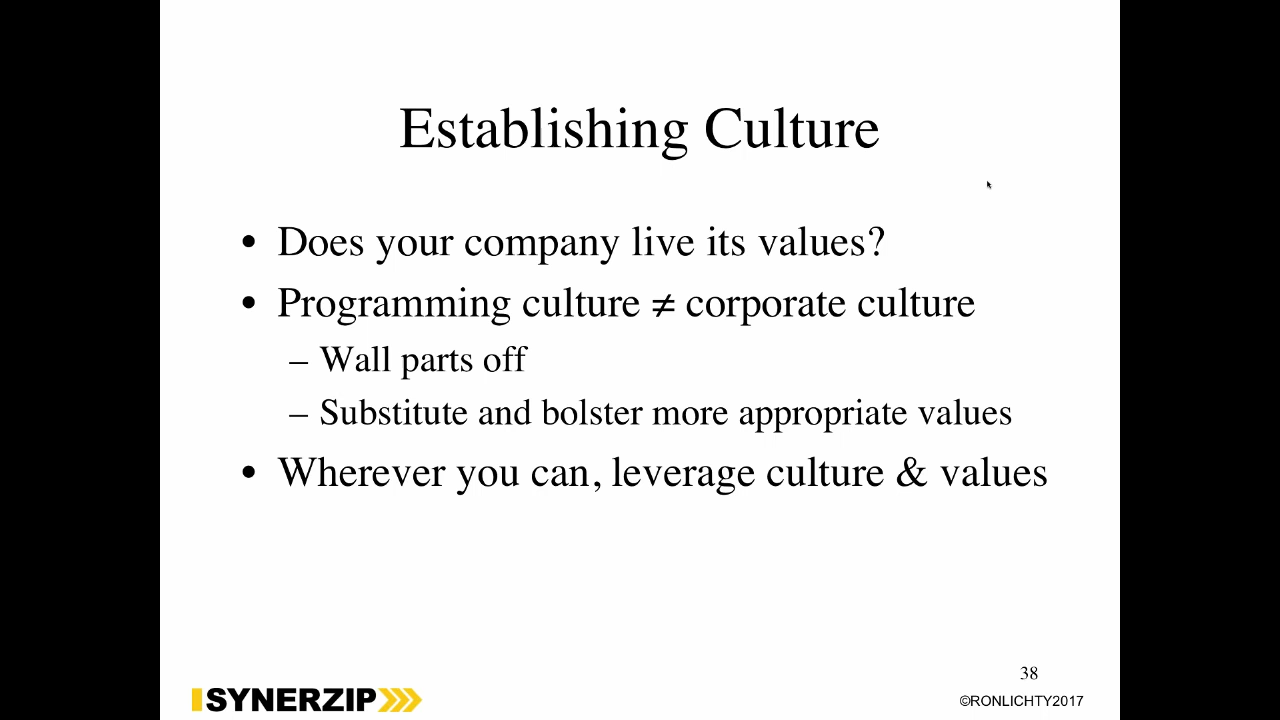 Establishing Culture
• Does your company live its values?
• Programming culture ≠ corporate culture
– Wall parts off
– Substitute and bolster more appropriate values
• Wherever you can, leverage culture & values
38
SYNERZIP
©RONLICHTY2017